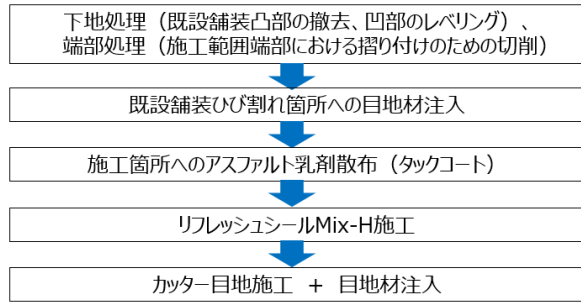 下地処理（既設舗装凸部の撤去、凹部のレベリング）、
端部処理（施工範囲端部における摺り付けのための切削）
既設舗装ひび割れ箇所への目地材注入
施工箇所へのアスファルト乳剤散布（タックコート）
リフレッシュシールMix-H施工
カッター目地施工 + 目地材注入